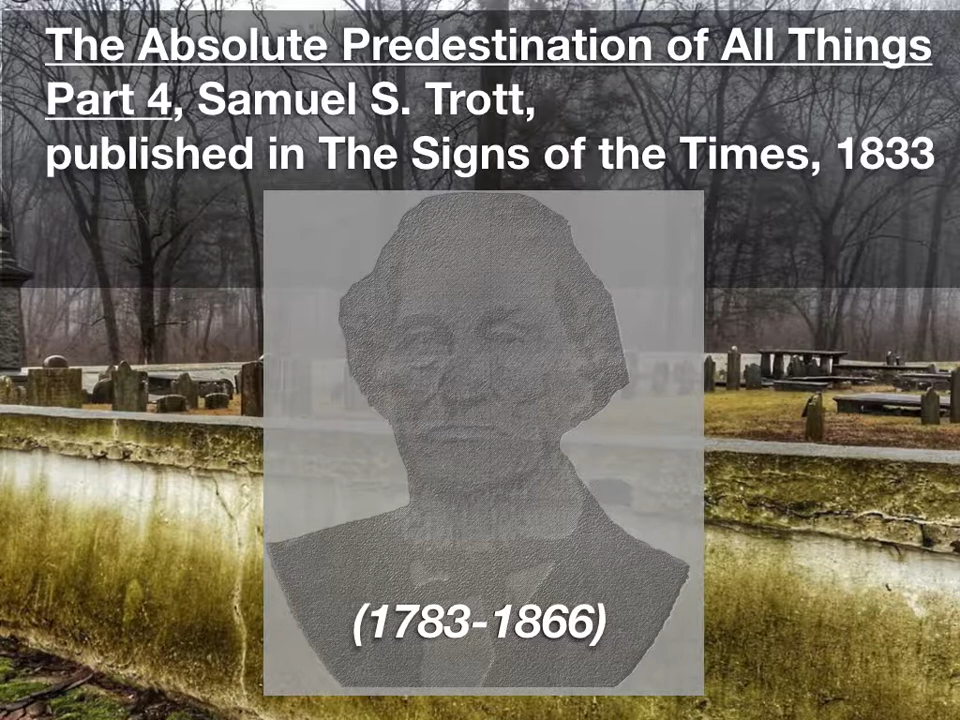 The Absolute Predestination of All Things
Part 4, Samuel S. Trott,
published in The Signs of the Times, 1833
(1783-1866)